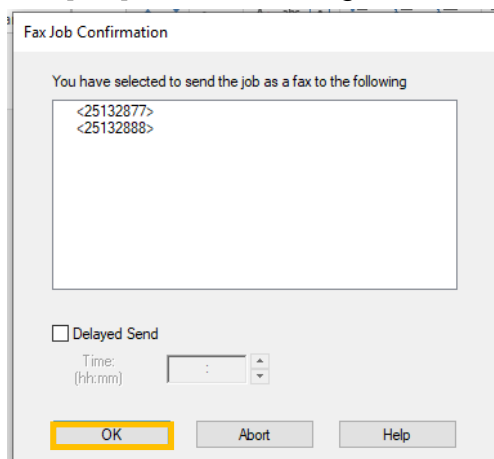 Fax Job Confirmation
You have selected to send the job as a fax to the following
<25132877>
<25132888>
Delayed Send
Time:
(hh:mm)
:
OK Abort Help